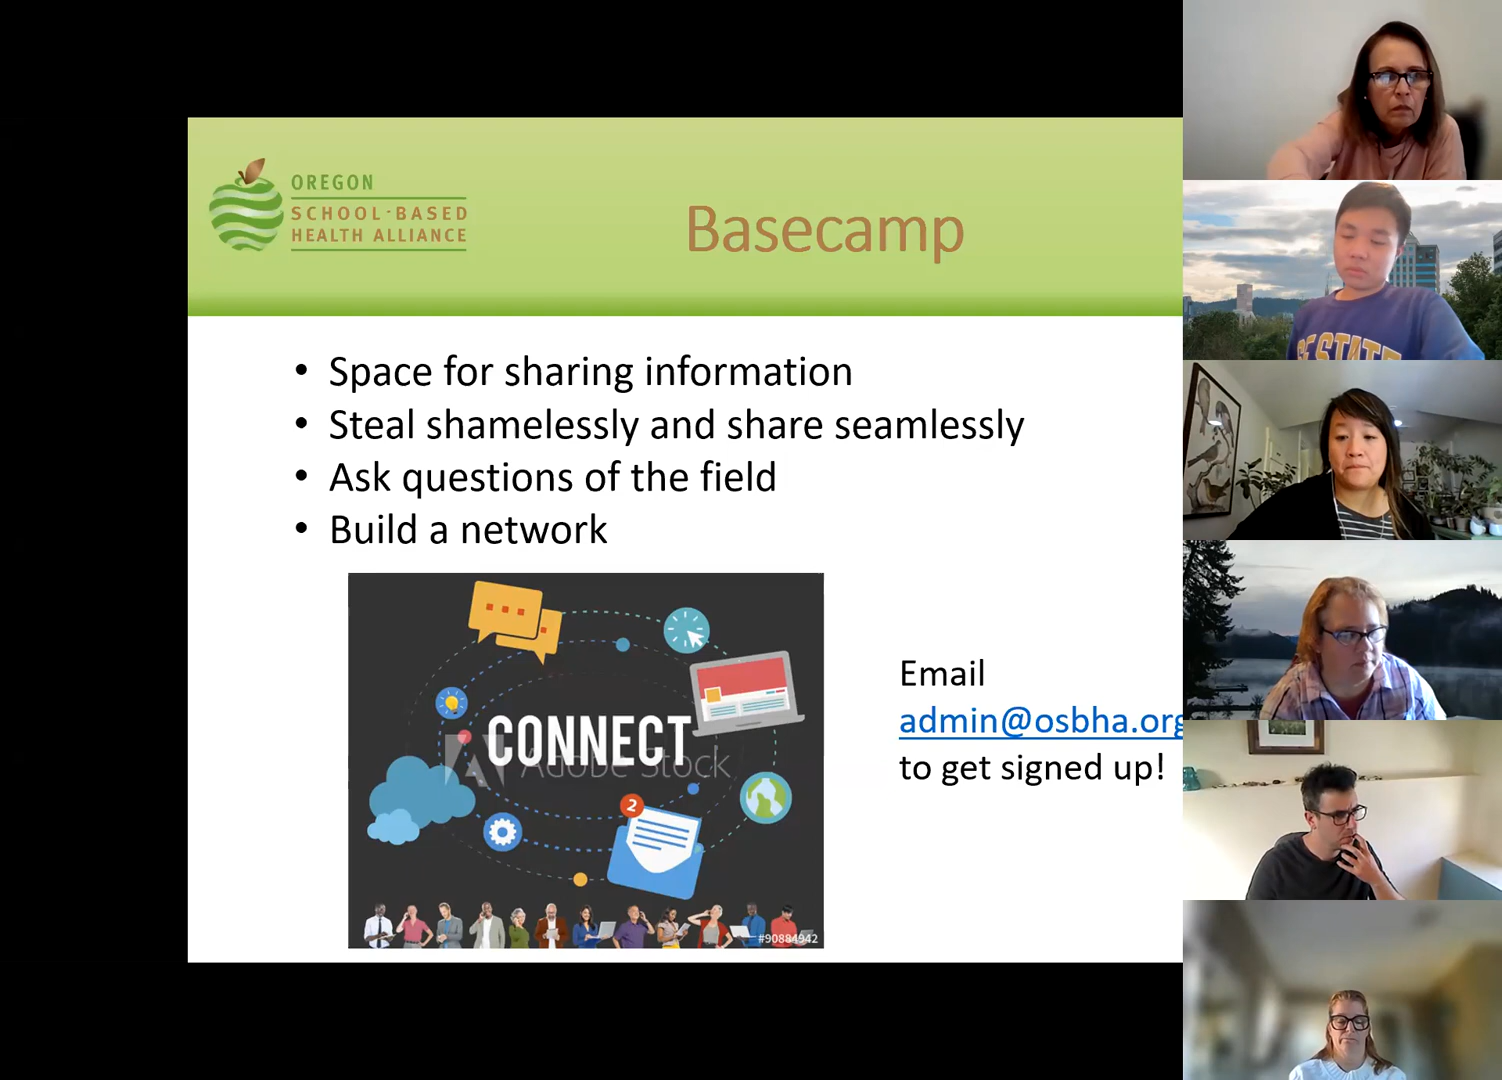 OREGON
SCHOOL-BASED
HEALTH ALLIANCE
Basecamp
• Space for sharing information
• Steal shamelessly and share seamlessly
• Ask questions of the field
• Build a network
CONNECT
Adobe Stock
2
#90884942
Email
admin@osbha.org
to get signed up!
STATE